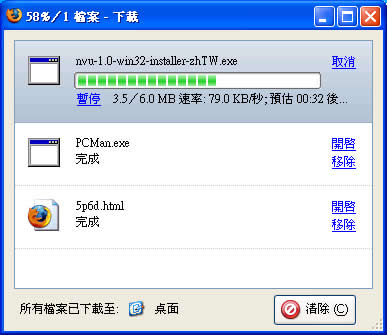 58%／1 檔案 - 下載
nvu-1.0-win32-installer-zhTW.exe 取消
暫停 3.5／6.0 MB 速率: 79.0 KB/秒; 預估 00:32 後...
PCMan.exe 開啓
完成 移除
5p6d.html 開啓
完成 移除
所有檔案已下載至: 桌面 清除 (C)